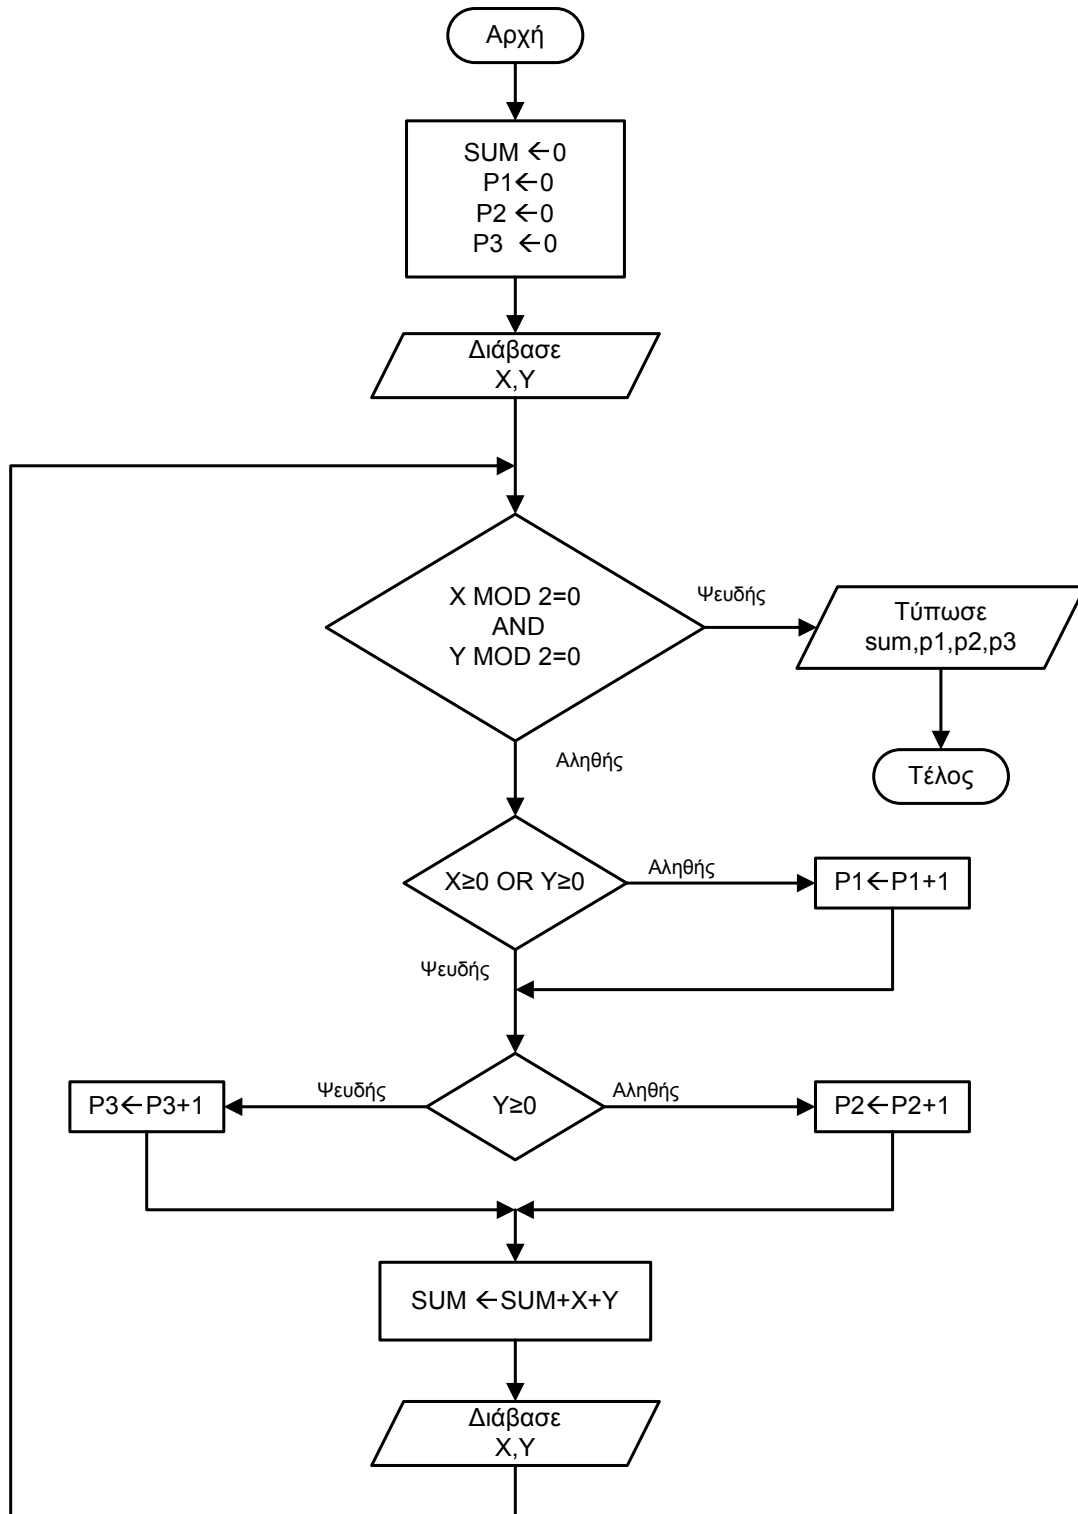 Αρχή
SUM ←0
P1←0
P2 ←0
P3 ←0
Διάβασε
X,Y
X MOD 2=0
AND
Y MOD 2=0
Ψευδής
Τύπωσε
sum,p1,p2,p3
Αληθής
Τέλος
X≥0 OR Y≥0
Αληθής
P1←P1+1
Ψευδής
P3←P3+1
Ψευδής
Y≥0
Αληθής
P2←P2+1
SUM ←SUM+X+Y
Διάβασε
X,Y